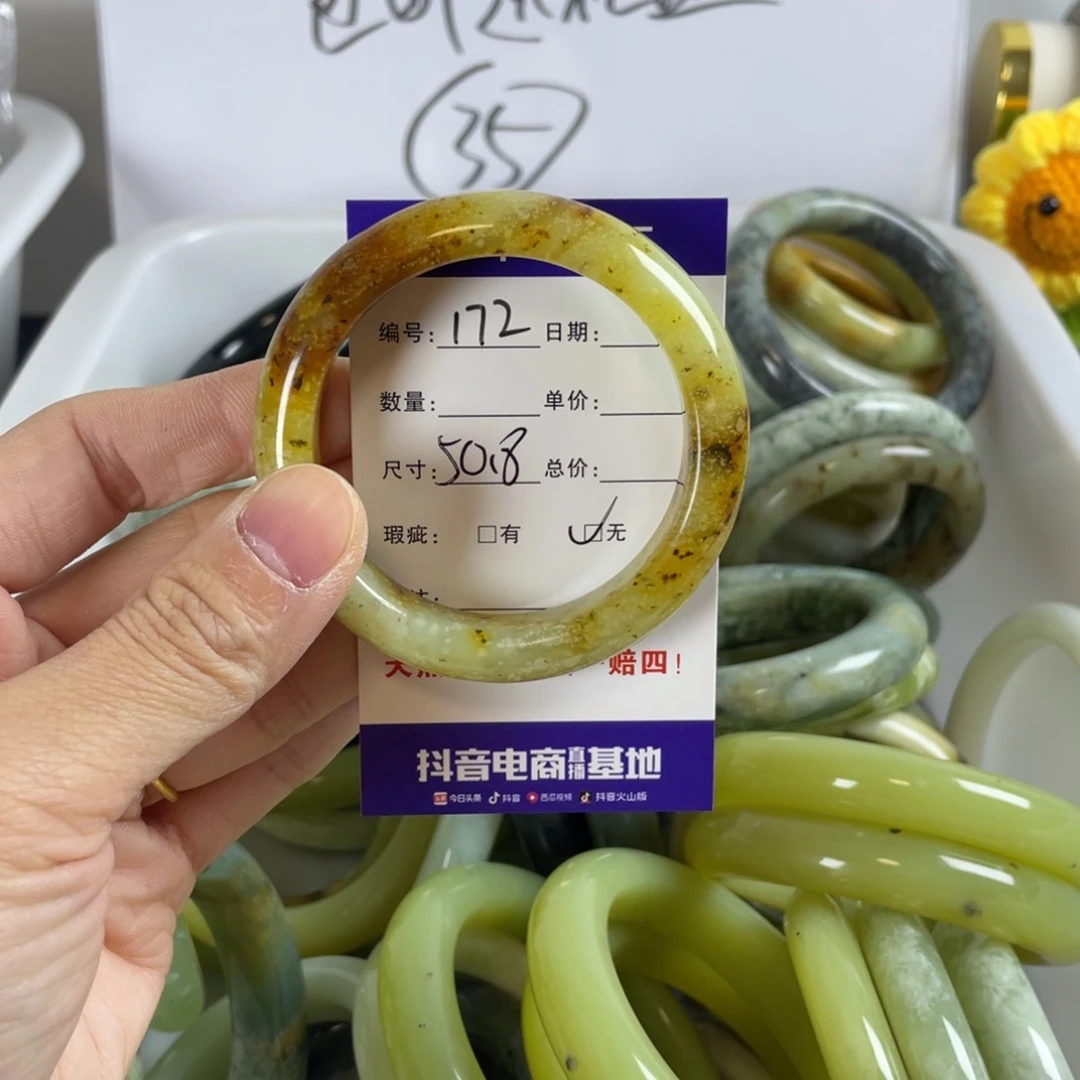 35
编号: 172 日期:
数量: 单价:
尺寸: 50.8 总价:
瑕疵: □有 ☑无
赔四!
抖音电商直播基地
今日头条 抖音 西瓜视频 抖音火山版